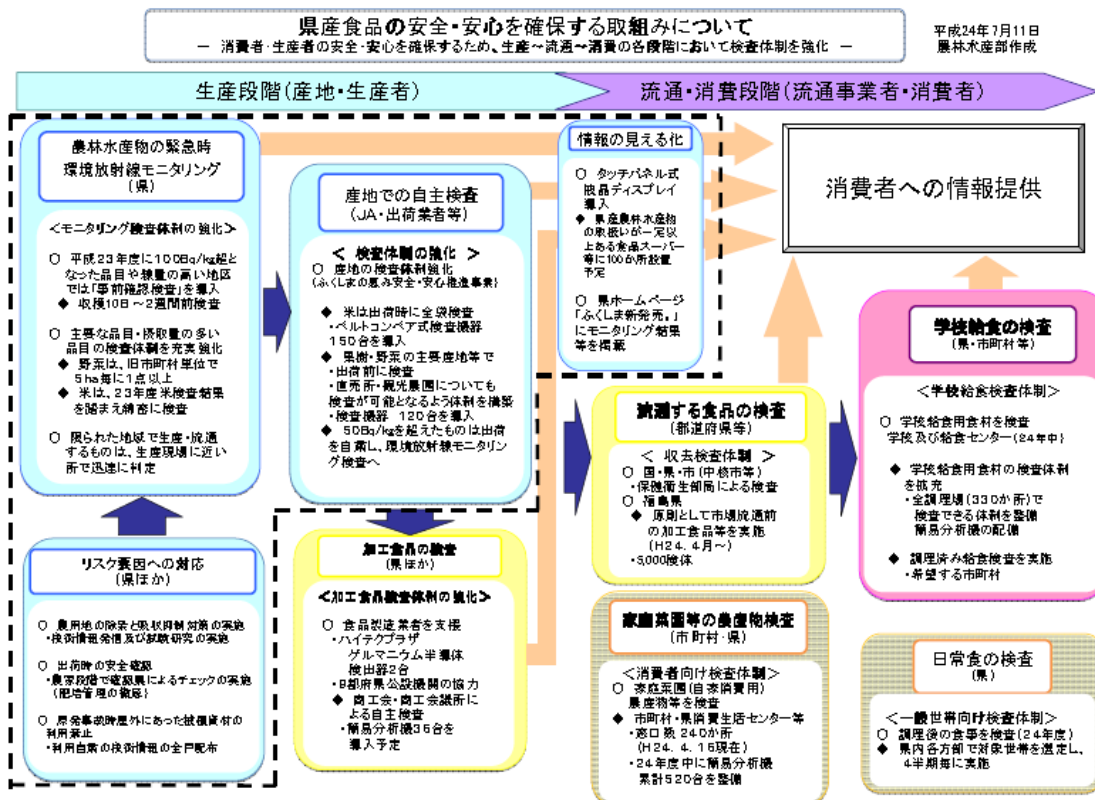 県産食品の安全・安心を確保する取組みについて
― 消費者・生産者の安全・安心を確保するため、生産～流通～消費の各段階において検査体制を強化 ―
平成24年7月11日
農林水産部作成
生産段階(産地・生産者)
流通・消費段階(流通事業者・消費者)
農林水産物の緊急時
環境放射線モニタリング
(県)
<モニタリング検査体制の強化>
○ 平成23年度に100Bq/kg超と
なった品目や線量の高い地区
では「事前確認検査」を導入
◆ 収穫10日～2週間前検査
○ 主要な品目・摂取量の多い
品目の検査体制を充実強化
◆ 野菜は、旧市町村単位で
5ha毎に1点以上
◆ 米は、23年度産米検査結果
を踏まえ綿密に検査
○ 限られた地域で生産・流通
するものは、生産現場に近い
所で迅速に判定
リスク要因への対応
(県ほか)
○ 農用地の除染と吸収抑制対策の実施
・技術情報発信及び試験研究の実施
○ 出荷時の安全確認
・農家段階で確認票によるチェックの実施
(肥培管理の徹底)
○ 原発事故時屋外にあった被覆資材の
利用禁止
・利用自粛の技術情報の全戸配布
産地での自主検査
(JA・出荷業者等)
< 検査体制の強化 >
○ 産地の検査体制強化
(ふくしまの恵み安全・安心推進事業)
◆ 米は出荷時に全袋検査
・ベルトコンベア式検査機器
150台を導入
◆ 果樹・野菜の主要産地等で
・出荷前に検査
・直売所・観光農園についても
検査が可能となるよう体制を構築
・検査機器 120台を導入
◆ 50Bq/kgを超えたものは出荷
を自粛し、環境放射線モニタリン
グ検査へ
加工食品の検査
(県ほか)
<加工食品検査体制の強化>
○ 食品製造業者を支援
・ハイテクプラザ
ゲルマニウム半導体
検出器2台
・8都府県公設機関の協力
◆ 商工会・商工会議所に
よる自主検査
・簡易分析機36台を
導入予定
情報の見える化
○ タッチパネル式
液晶ディスプレイ
導入
◆ 県産農林水産物
の取扱いが一定以
上ある食品スーパー
等に100か所設置
予定
○ 県ホームページ
「ふくしま新発売。」
にモニタリング結果
等を掲載
消費者への情報提供
流通する食品の検査
(都道府県等)
< 収去検査体制 >
○ 国・県・市(中核市等)
・保健衛生部局による検査
○ 福島県
◆ 原則として市場流通前
の加工食品等を実施
(H24.4月～)
・5,000検体
家庭菜園等の農産物検査
(市町村・県)
<消費者向け検査体制>
○ 家庭菜園(自家消費用)
農産物等を検査
◆ 市町村・県消費生活センター等
・窓口数 240か所
(H24.4.16現在)
・24年度中に簡易分析機
累計520台を整備
学校給食の検査
(県・市町村等)
<学校給食検査体制>
○ 学校給食用食材を検査
学校及び給食センター(24年中)
◆ 学校給食用食材の検査体制
を拡充
・全調理場(330か所)で
検査できる体制を整備
簡易分析機の配備
◆ 調理済み給食検査を実施
・希望する市町村
日常食の検査
(県)
<一般世帯向け検査体制>
○ 調理後の食事を検査(24年度)
◆ 県内各方部で対象世帯を選定し、
4半期毎に実施